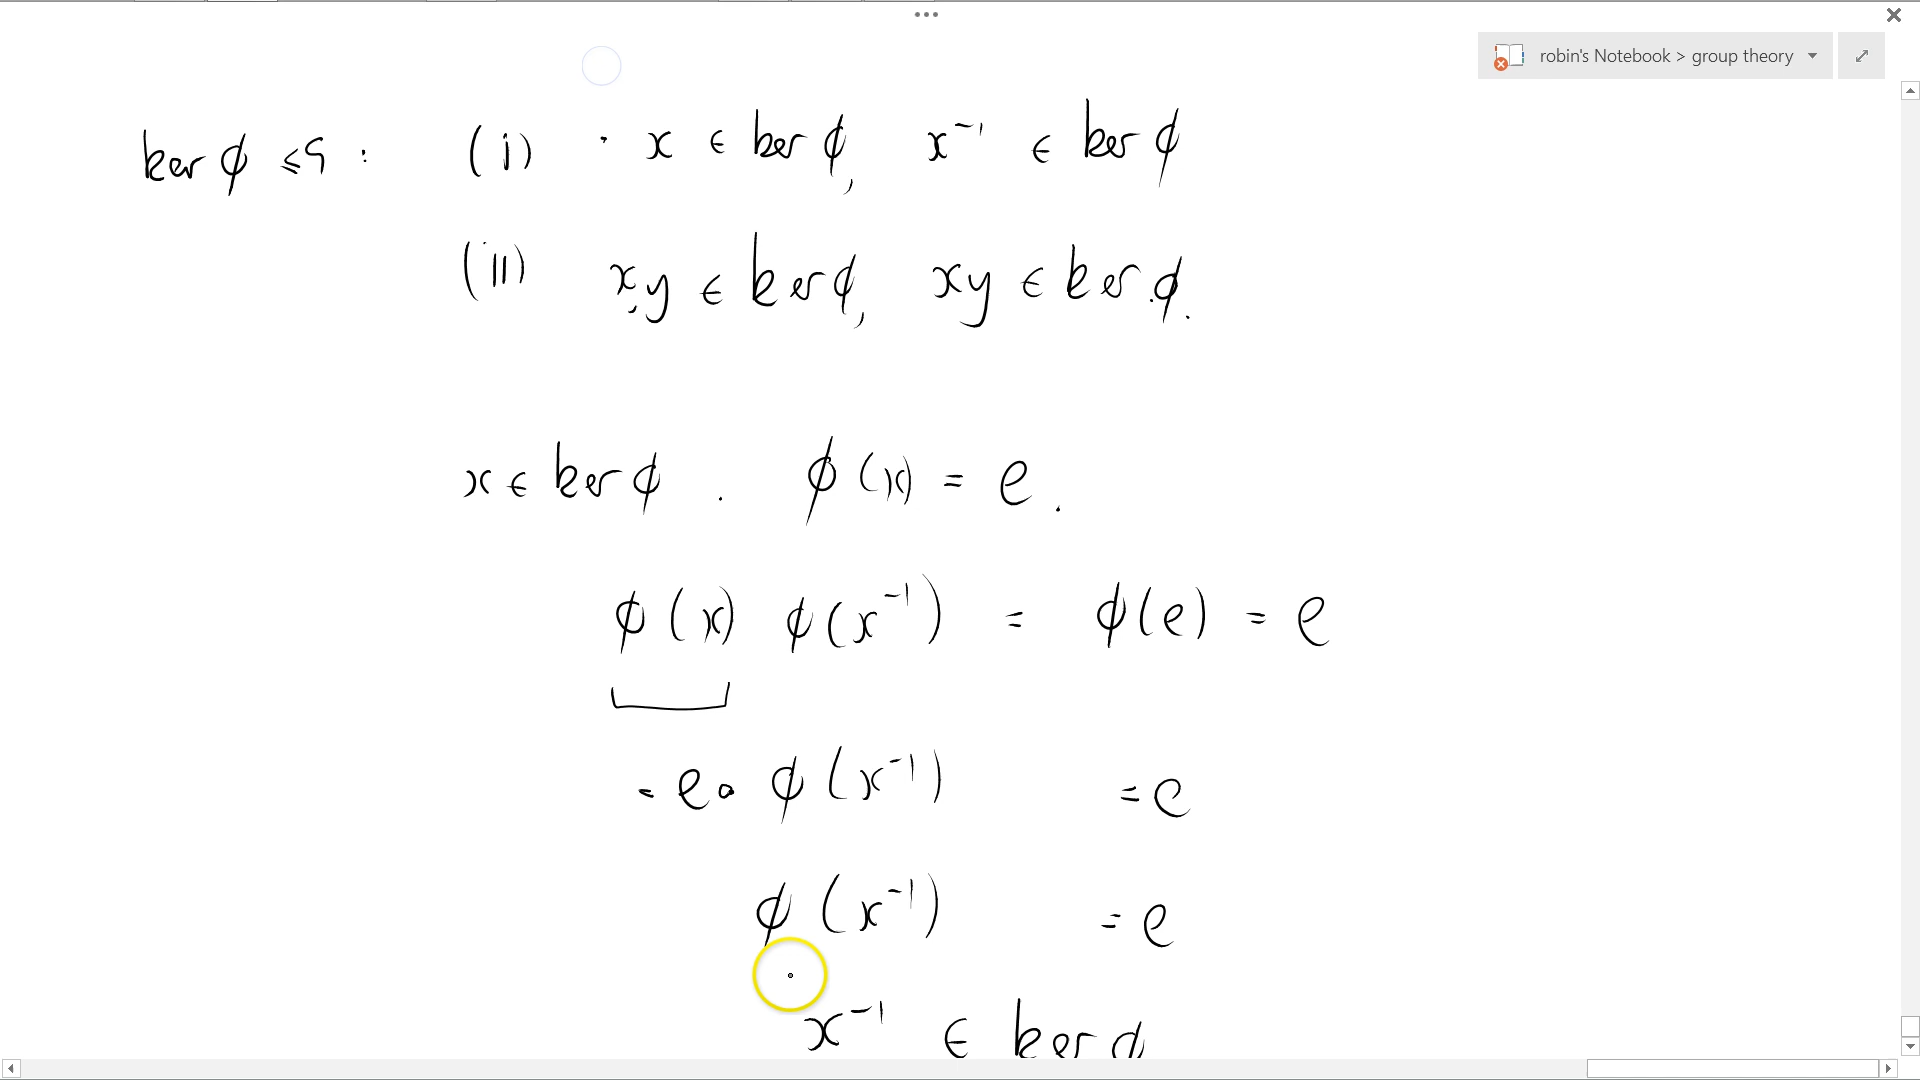 robin's Notebook > group theory
ker ϕ ≤ G : (i) · x ∈ ker ϕ, x⁻¹ ∈ ker ϕ
(ii) x,y ∈ ker ϕ, xy ∈ ker ϕ.
x ∈ ker ϕ . ϕ(x) = e.
ϕ(x) ϕ(x⁻¹) = ϕ(e) = e
= e∘ ϕ(x⁻¹) = e
ϕ(x⁻¹) = e
x⁻¹ ∈ ker ϕ